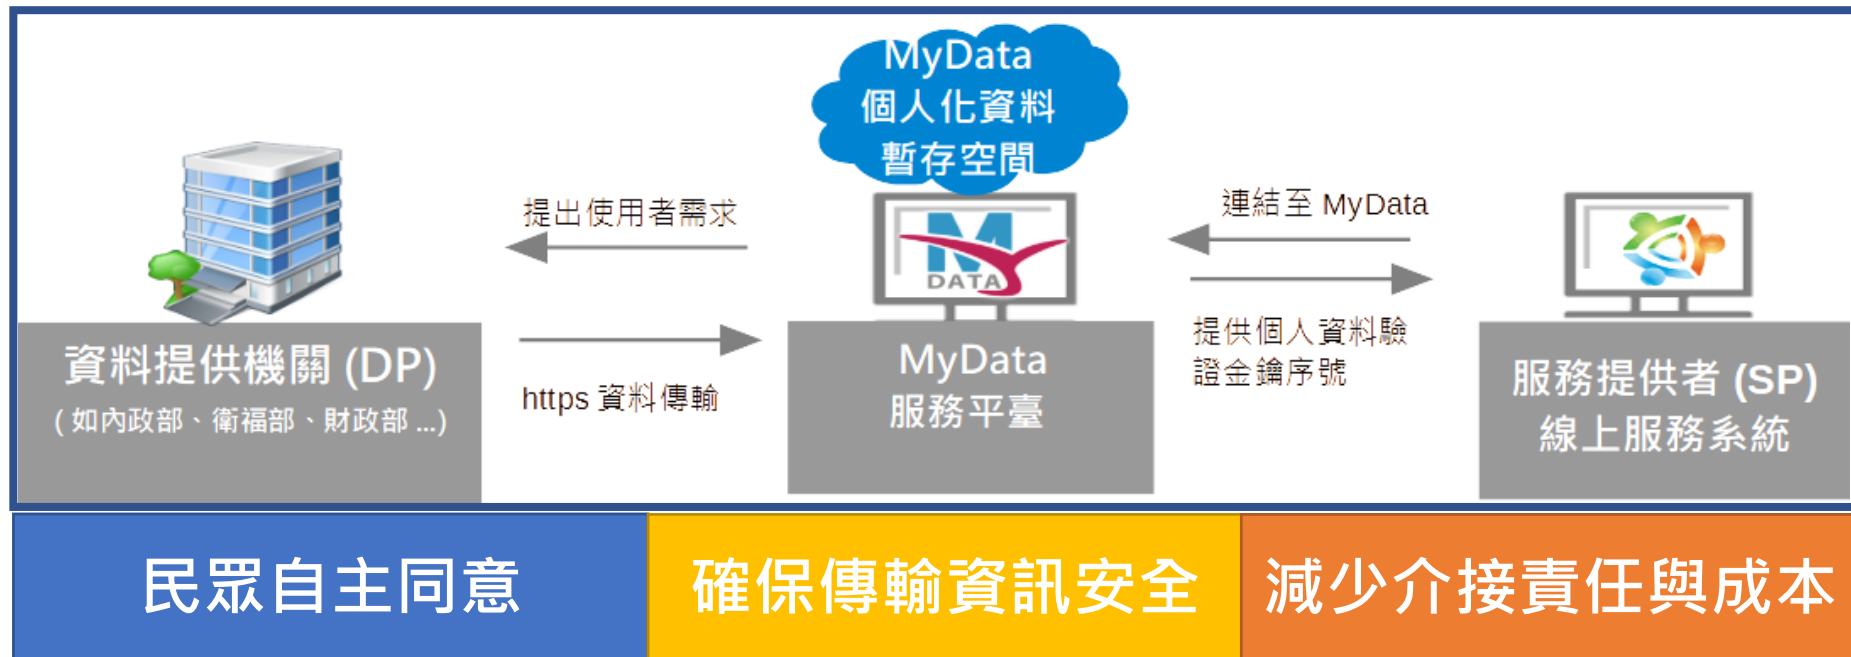 MyData
個人化資料
暫存空間
提出使用者需求
連結至 MyData
M
DATA
https 資料傳輸
提供個人資料驗
證金鑰序號
資料提供機關 (DP)
( 如內政部、衛福部、財政部 ...)
MyData
服務平臺
服務提供者 (SP)
線上服務系統
民眾自主同意
確保傳輸資訊安全
減少介接責任與成本